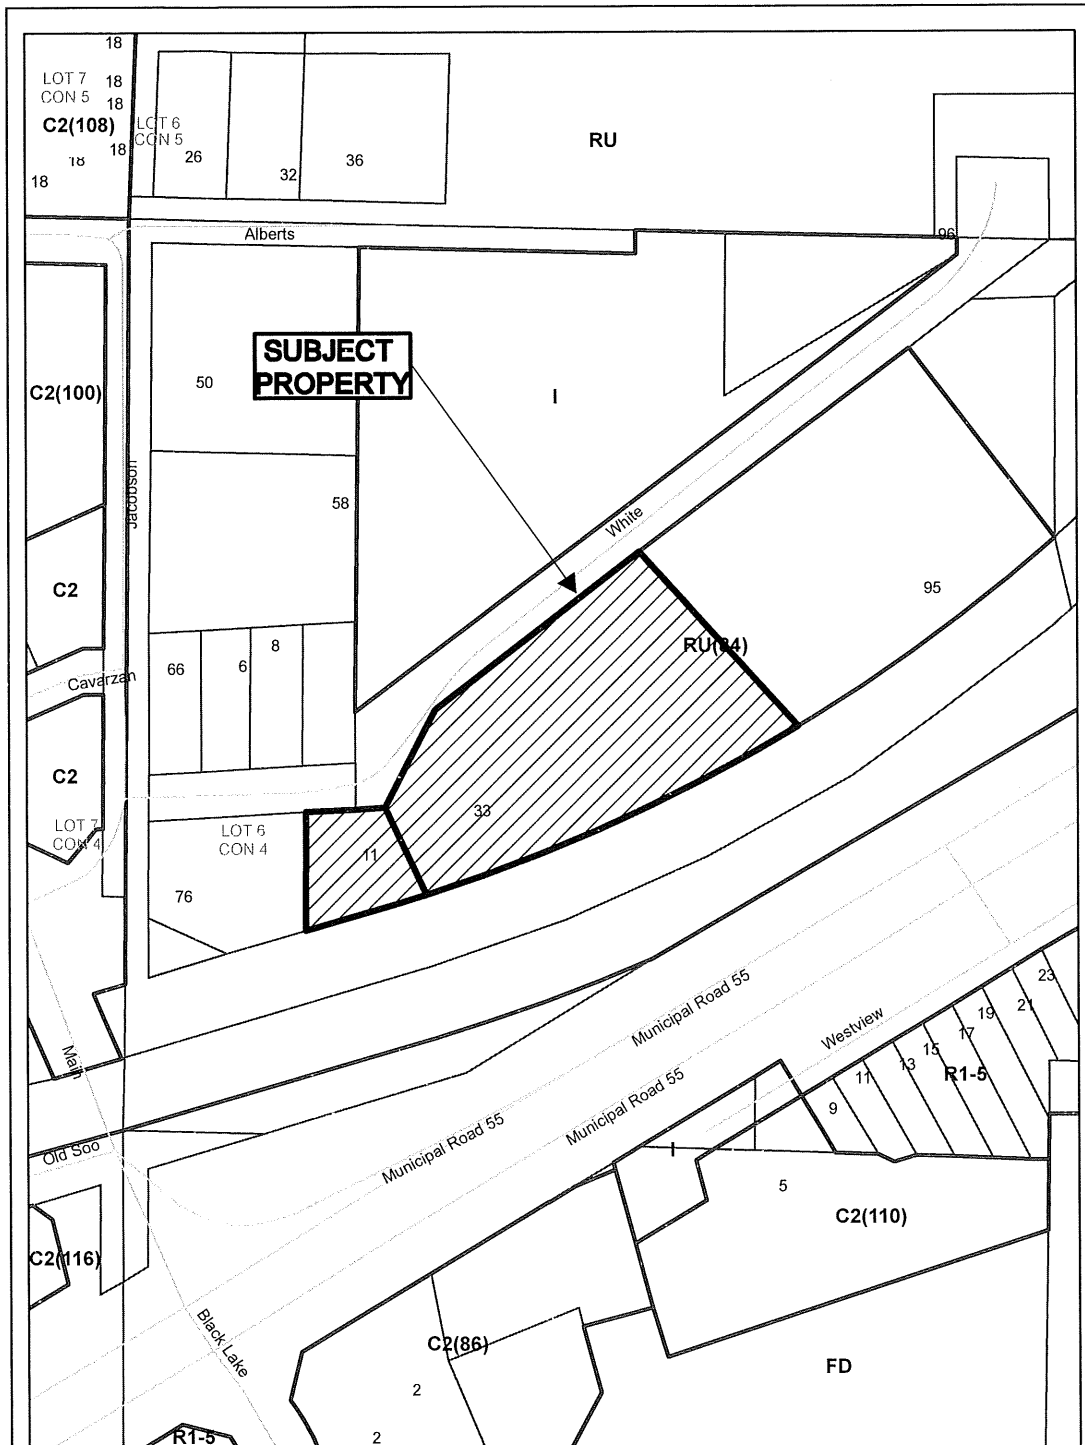 18
LOT 7
CON 5
18
18
C2(108)
LOT 6
CON 5
18
18
18
26
32
36
RU
Alberts
96
SUBJECT
PROPERTY
C2(100)
50
I
58
Jacobson
White
C2
95
RU(84)
66
6
8
Cavarzan
C2
33
LOT 7
CON 4
LOT 6
CON 4
11
76
Municipal Road 55
Westview
23
21
19
17
15
13
11
9
R1-5
Main
Municipal Road 55
Municipal Road 55
Old Soo
I
5
C2(110)
C2(116)
Black Lake
C2(86)
FD
2
2
R1-5